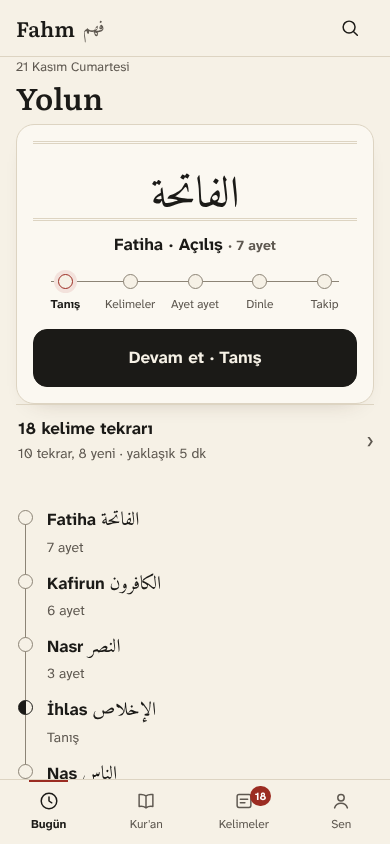 Fahm فهم
21 Kasım Cumartesi
Yolun
الفاتحة
Fatiha · Açılış · 7 ayet
Tanış Kelimeler Ayet ayet Dinle Takip
Devam et · Tanış
18 kelime tekrarı
10 tekrar, 8 yeni · yaklaşık 5 dk
Fatiha الفاتحة
7 ayet
Kafirun الكافرون
6 ayet
Nasr النصر
3 ayet
İhlas الإخلاص
Tanış
Nas الناس
18
Bugün Kur'an Kelimeler Sen